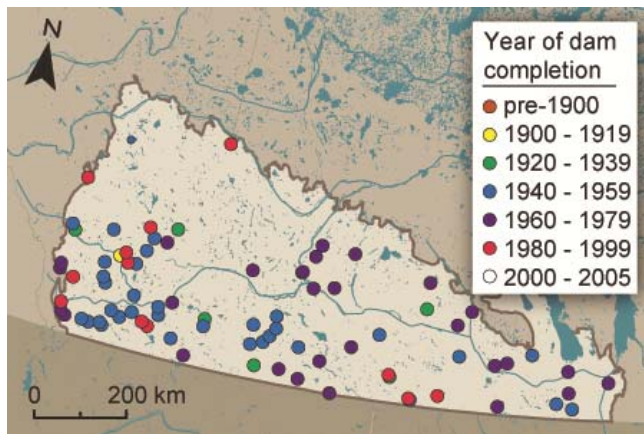 N
Year of dam
completion
pre-1900
1900 - 1919
1920 - 1939
1940 - 1959
1960 - 1979
1980 - 1999
2000 - 2005
0 200 km